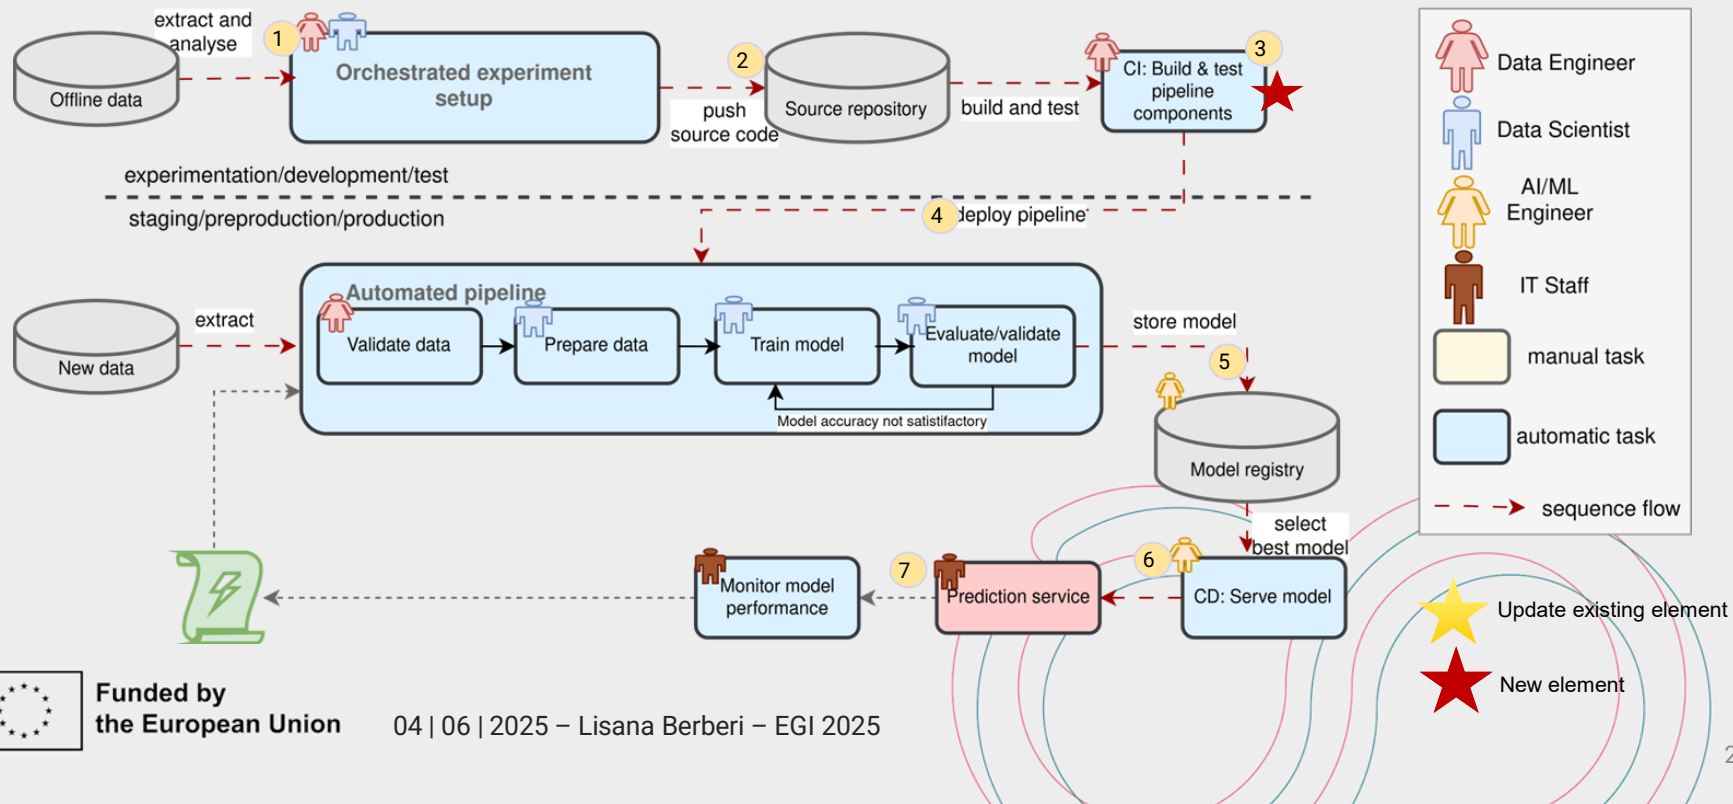 extract and
analyse
1
Offline data
Orchestrated experiment
setup
2
push
source code
Source repository
build and test
3
CI: Build & test
pipeline
components
experimentation/development/test
staging/preproduction/production
4
deploy pipeline
New data
extract
Automated pipeline
Validate data
Prepare data
Train model
Evaluate/validate
model
Model accuracy not satistifactory
store model
5
Model registry
select
best model
6
CD: Serve model
Prediction service
7
Monitor model
performance
Data Engineer
Data Scientist
AI/ML
Engineer
IT Staff
manual task
automatic task
sequence flow
Update existing element
New element
Funded by
the European Union
04 | 06 | 2025 – Lisana Berberi – EGI 2025